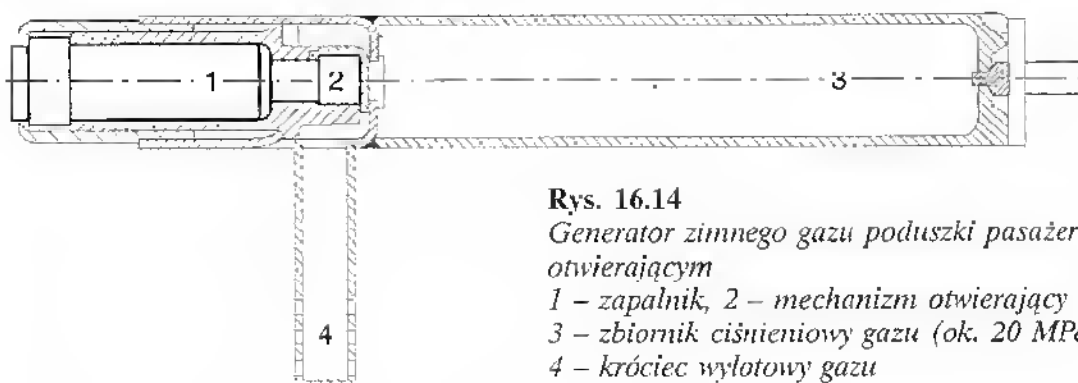 1
2
3
4
Rys. 16.14
Generator zimnego gazu poduszki pasażer
otwierającym
1 – zapalnik, 2 – mechanizm otwierający
3 – zbiornik ciśnieniowy gazu (ok. 20 MPa
4 – króciec wylotowy gazu